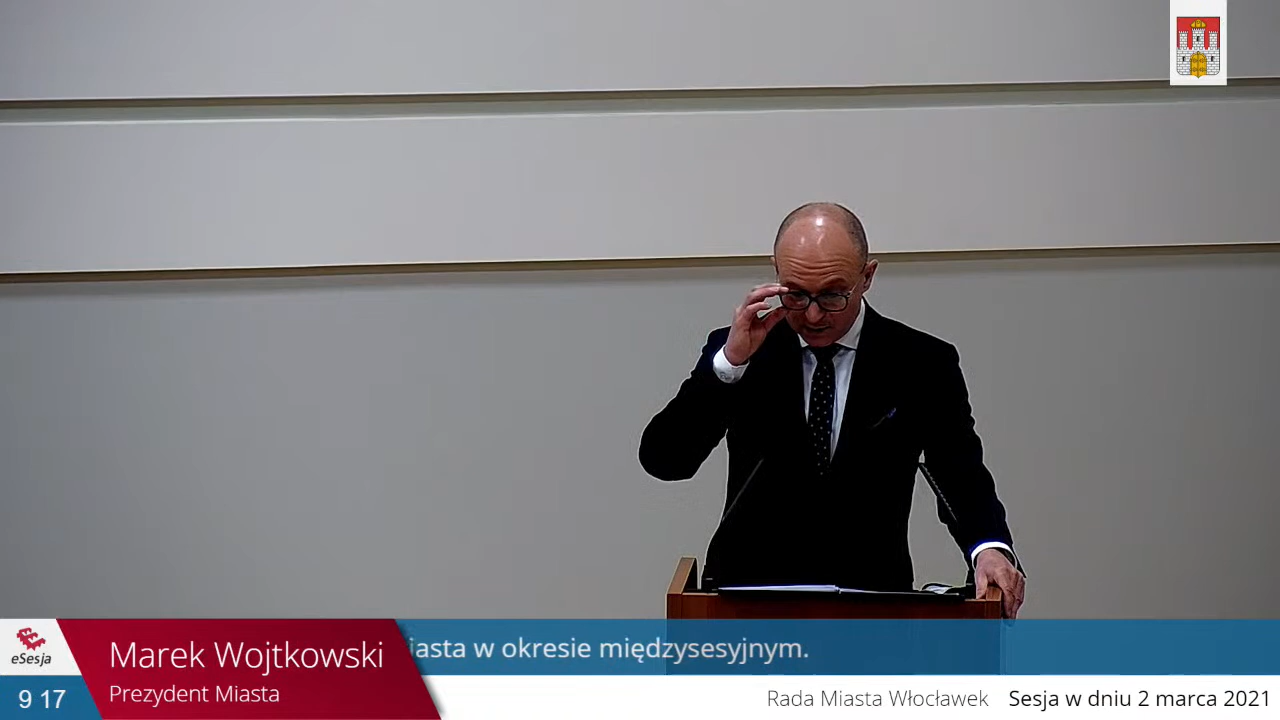 Marek Wojtkowski
Prezydent Miasta
iasta w okresie międzysesyjnym.
eSesja
9 17
Rada Miasta Włocławek Sesja w dniu 2 marca 2021